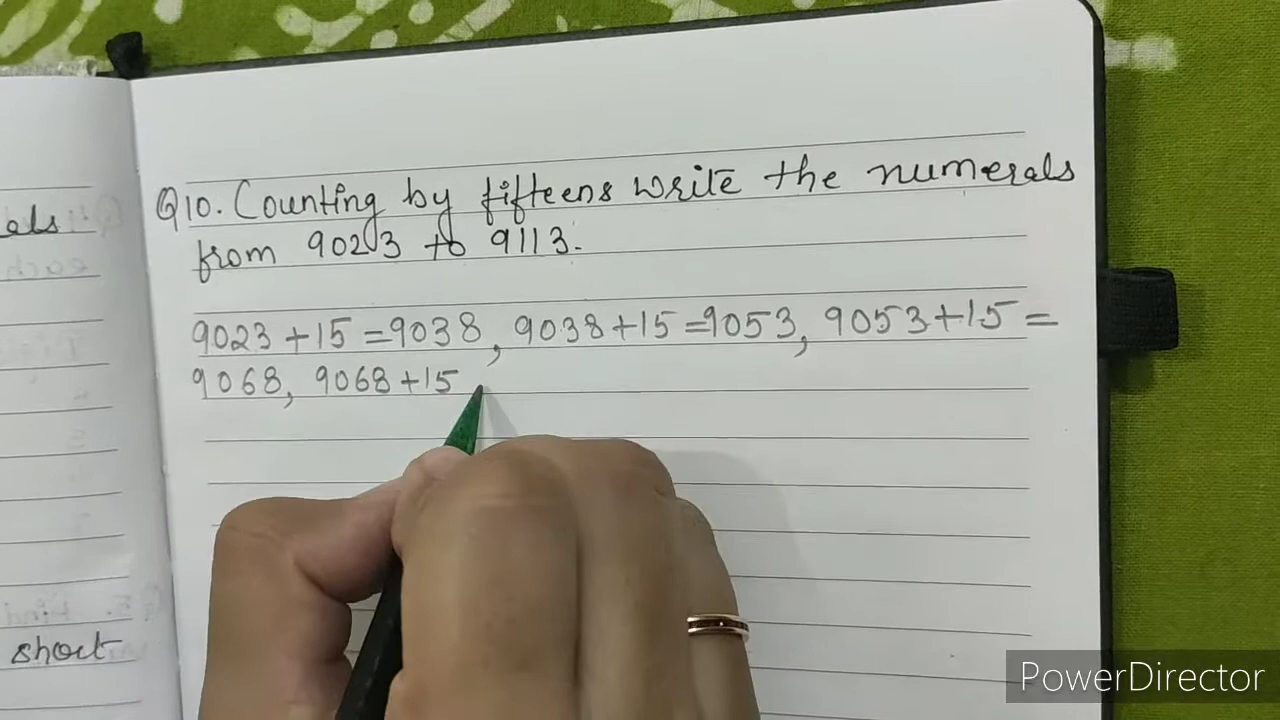 Q10. Counting by fifteens write the numerals
from 9023 to 9113.
9023 + 15 = 9038, 9038 + 15 = 9053, 9053 + 15 =
9068, 9068 + 15
els
short
PowerDirector